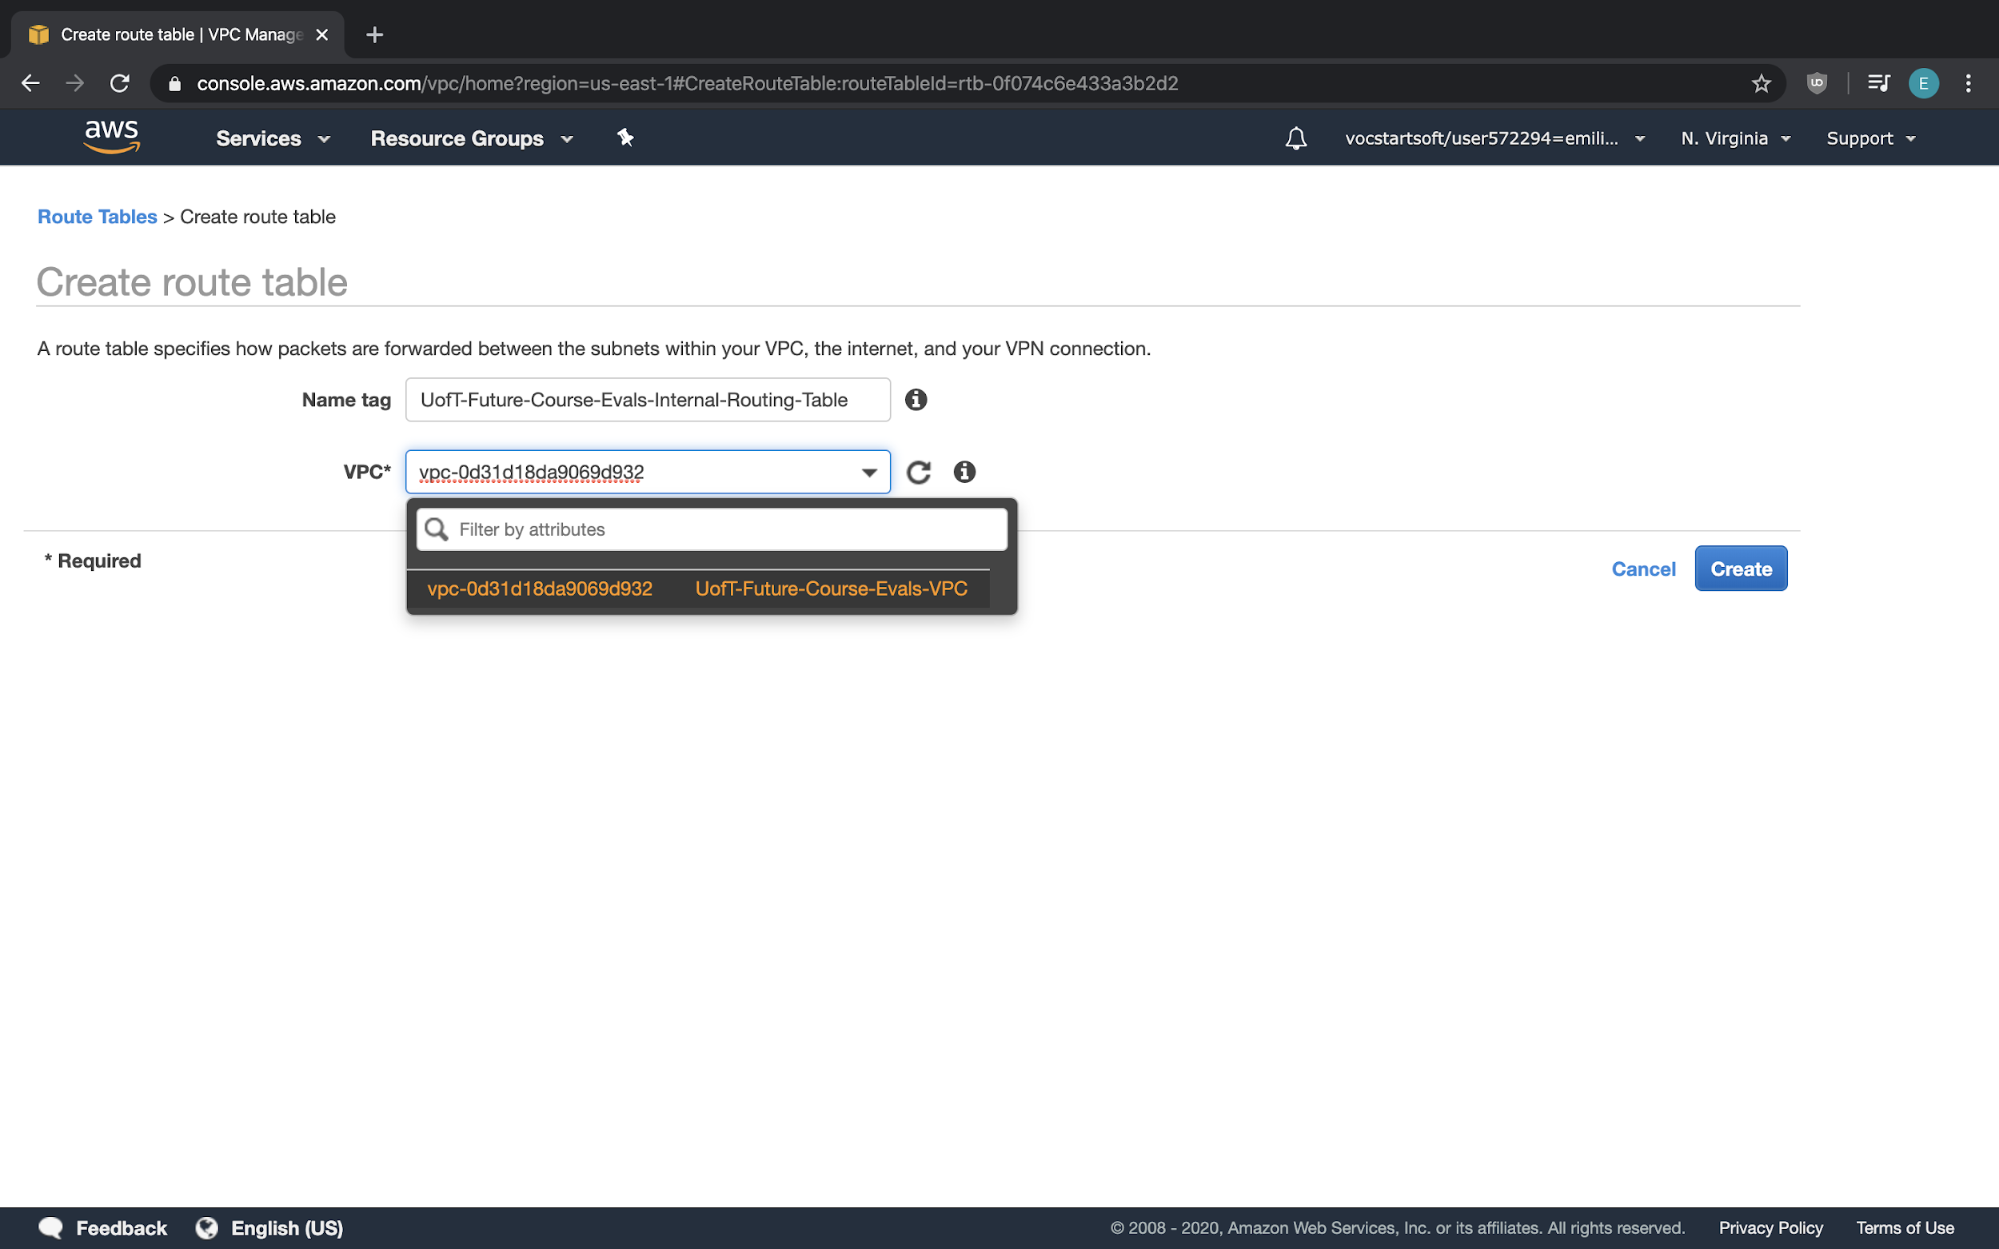 Create route table | VPC Manage
console.aws.amazon.com/vpc/home?region=us-east-1#CreateRouteTable:routeTableId=rtb-0f074c6e433a3b2d2
E
aws
Services
Resource Groups
vocstartsoft/user572294=emili...
N. Virginia
Support
Route Tables > Create route table
Create route table
A route table specifies how packets are forwarded between the subnets within your VPC, the internet, and your VPN connection.
Name tag UofT-Future-Course-Evals-Internal-Routing-Table
VPC* vpc-0d31d18da9069d932
Filter by attributes
vpc-0d31d18da9069d932 UofT-Future-Course-Evals-VPC
* Required
Cancel Create
Feedback English (US) © 2008 - 2020, Amazon Web Services, Inc. or its affiliates. All rights reserved. Privacy Policy Terms of Use